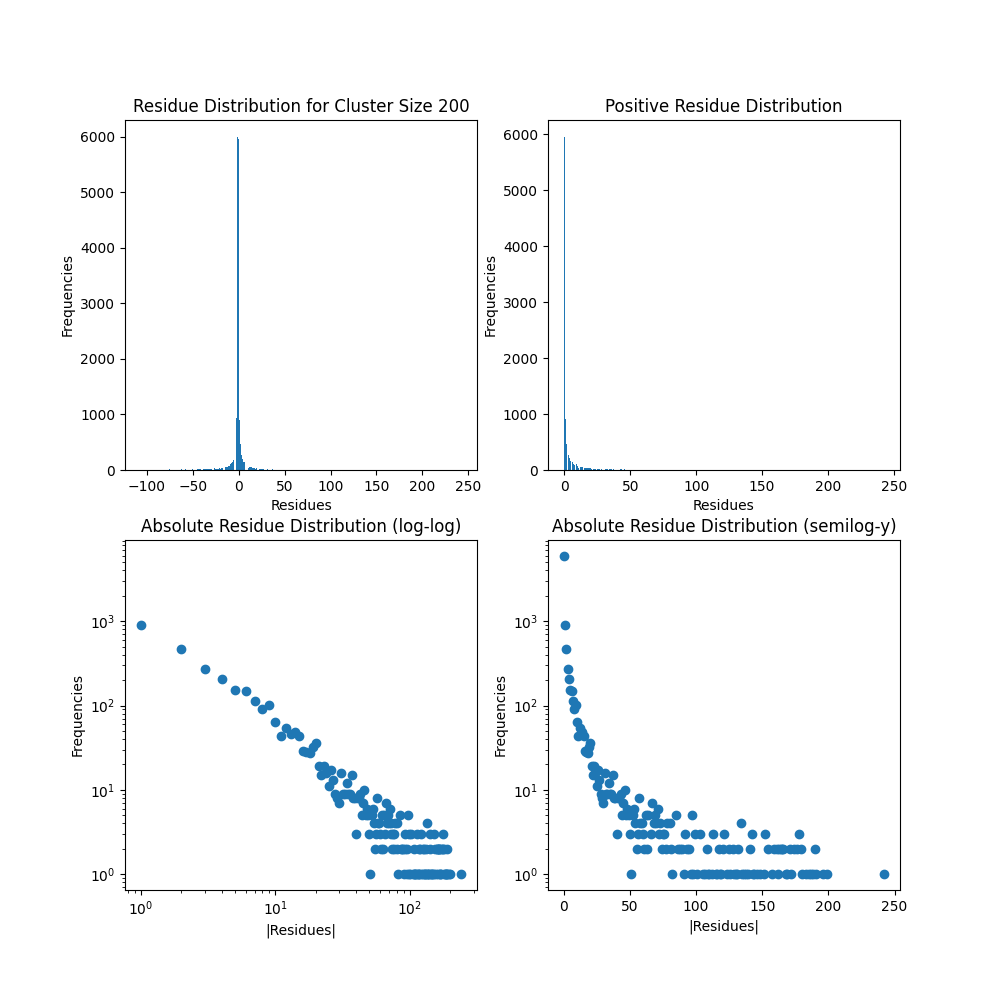 Residue Distribution for Cluster Size 200
6000
5000
4000
3000
2000
1000
0
Frequencies
−100 −50 0 50 100 150 200 250
Residues
Positive Residue Distribution
6000
5000
4000
3000
2000
1000
0
Frequencies
0 50 100 150 200 250
Residues
Absolute Residue Distribution (log-log)
10³
10²
10¹
10⁰
Frequencies
10⁰ 10¹ 10²
|Residues|
Absolute Residue Distribution (semilog-y)
10³
10²
10¹
10⁰
Frequencies
0 50 100 150 200 250
|Residues|